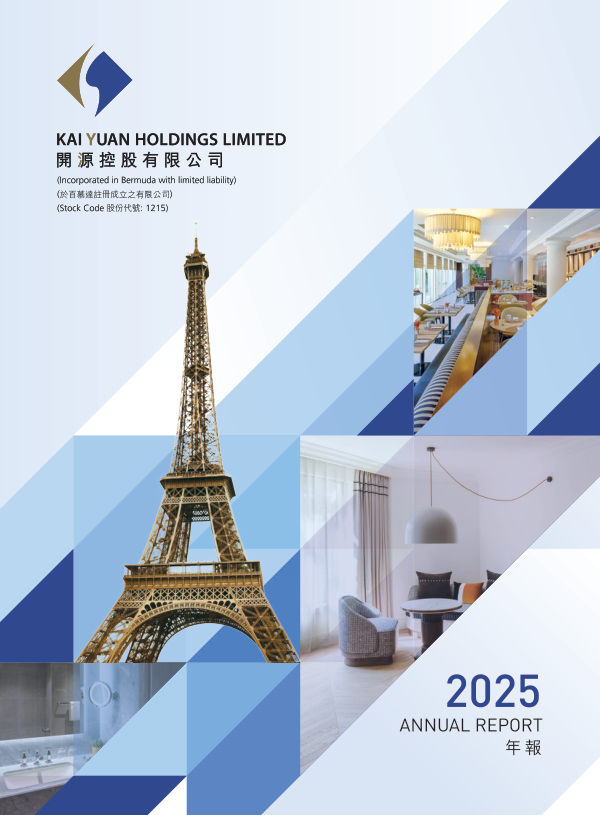 KAI YUAN HOLDINGS LIMITED
開源控股有限公司
(Incorporated in Bermuda with limited liability)
(於百慕達註冊成立之有限公司)
(Stock Code 股份代號: 1215)
2025
ANNUAL REPORT
年報